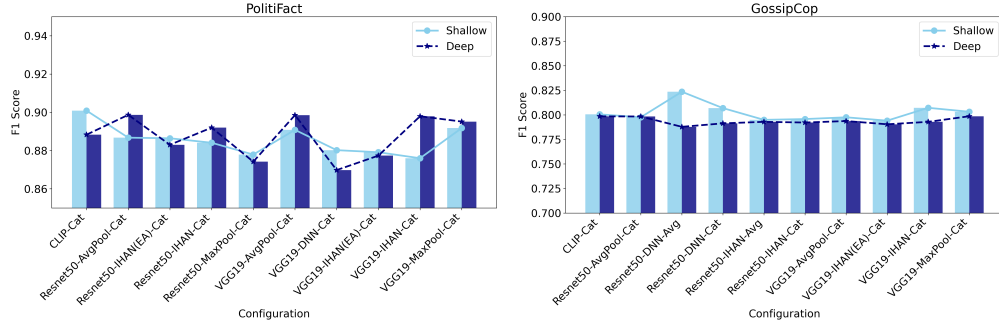 PolitiFact
F1 Score
0.94
0.92
0.90
0.88
0.86
Shallow
Deep
CLIP-Cat
Resnet50-AvgPool-Cat
Resnet50-IHAN(EA)-Cat
Resnet50-IHAN-Cat
Resnet50-MaxPool-Cat
VGG19-AvgPool-Cat
VGG19-DNN-Cat
VGG19-IHAN(EA)-Cat
VGG19-IHAN-Cat
VGG19-MaxPool-Cat
Configuration
GossipCop
F1 Score
0.900
0.875
0.850
0.825
0.800
0.775
0.750
0.725
0.700
Shallow
Deep
CLIP-Cat
Resnet50-AvgPool-Cat
Resnet50-DNN-Avg
Resnet50-DNN-Cat
Resnet50-IHAN-Avg
Resnet50-IHAN-Cat
VGG19-AvgPool-Cat
VGG19-IHAN(EA)-Cat
VGG19-IHAN-Cat
VGG19-MaxPool-Cat
Configuration